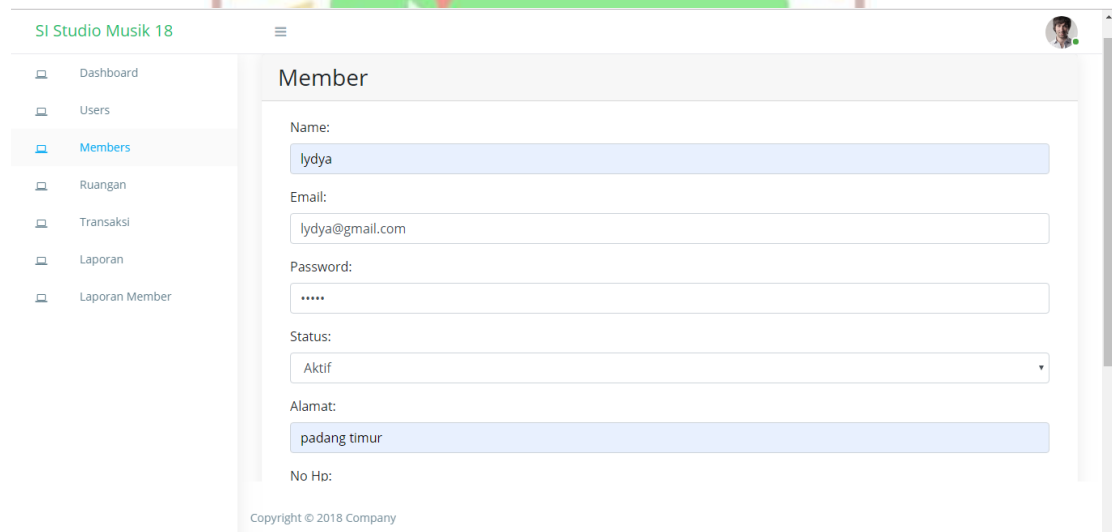 SI Studio Musik 18
Dashboard
Users
Members
Ruangan
Transaksi
Laporan
Laporan Member
Member
Name:
lydya
Email:
lydya@gmail.com
Password:
•••••
Status:
Aktif
Alamat:
padang timur
No Hp:
Copyright © 2018 Company